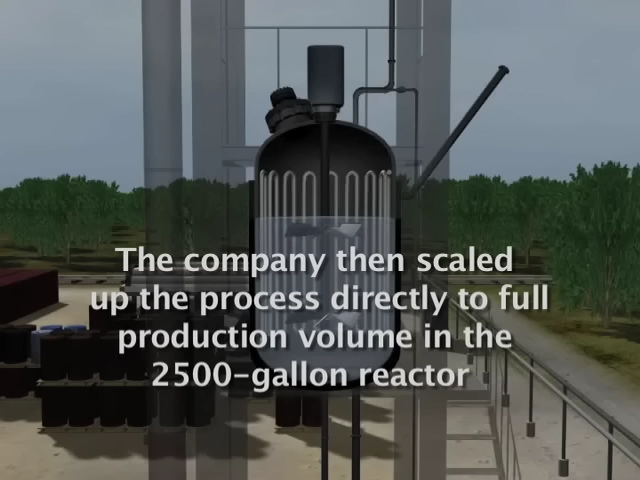 The company then scaled
up the process directly to full
production volume in the
2500-gallon reactor